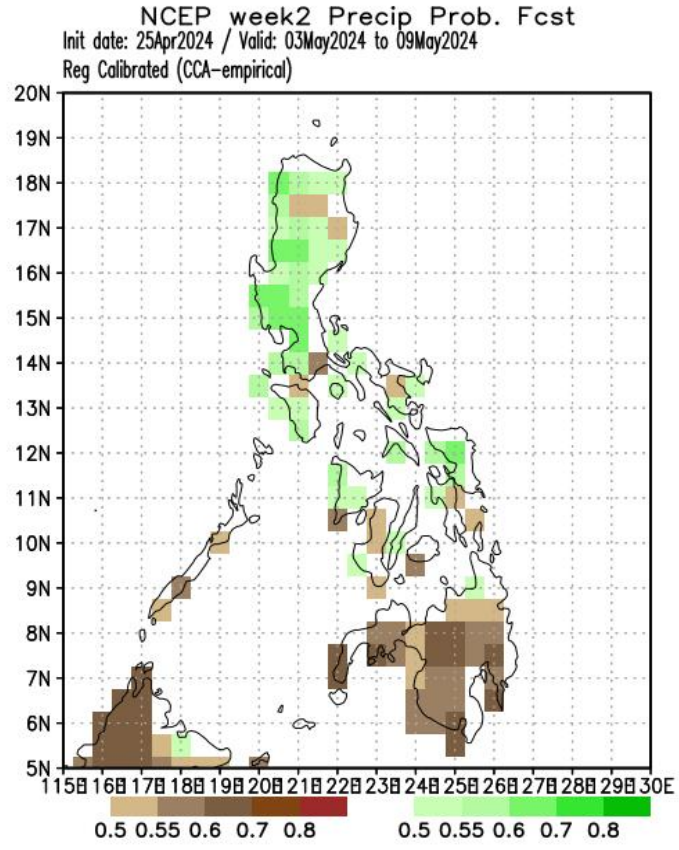 NCEP week2 Precip Prob. Fcst
Init date: 25Apr2024 / Valid: 03May2024 to 09May2024
Reg Calibrated (CCA-empirical)
20N
19N
18N
17N
16N
15N
14N
13N
12N
11N
10N
9N
8N
7N
6N
5N
115E 116E 117E 118E 119E 120E 121E 122E 123E 124E 125E 126E 127E 128E 129E 130E
0.5 0.55 0.6 0.7 0.8 0.5 0.55 0.6 0.7 0.8